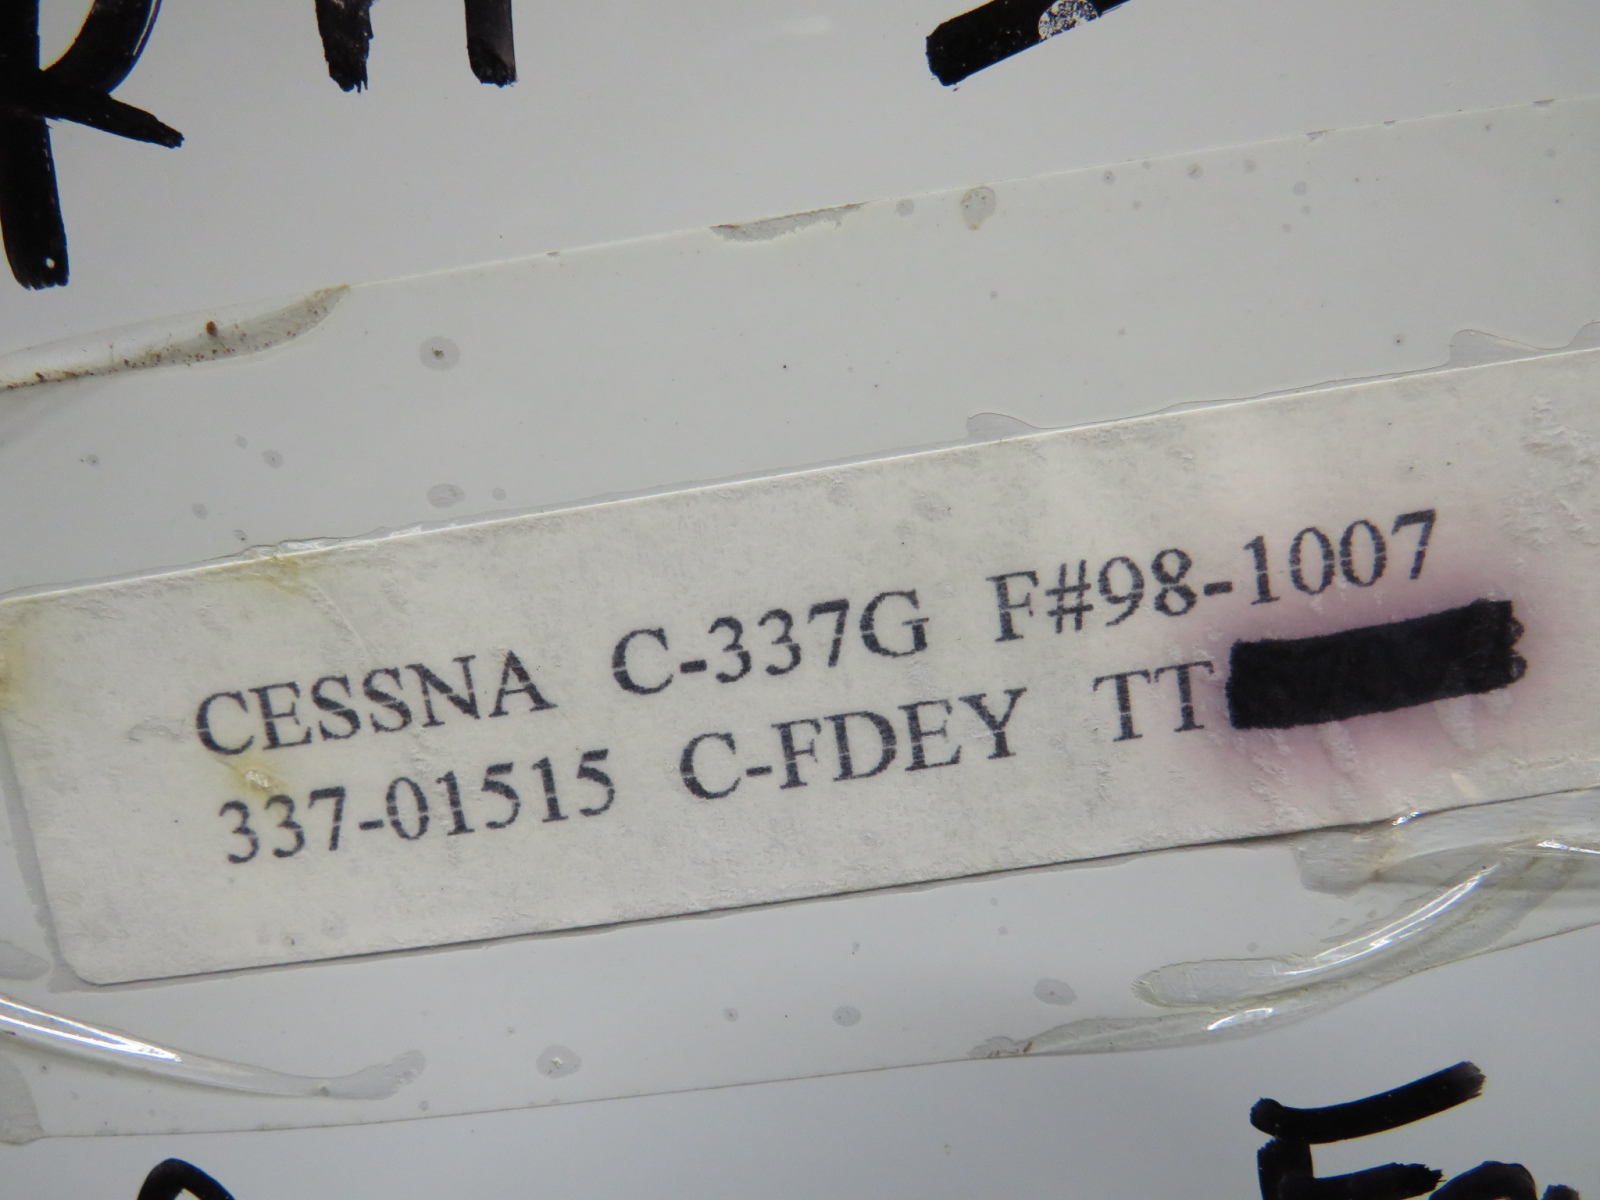 CESSNA C-337G F#98-1007
337-01515 C-FDEY TT